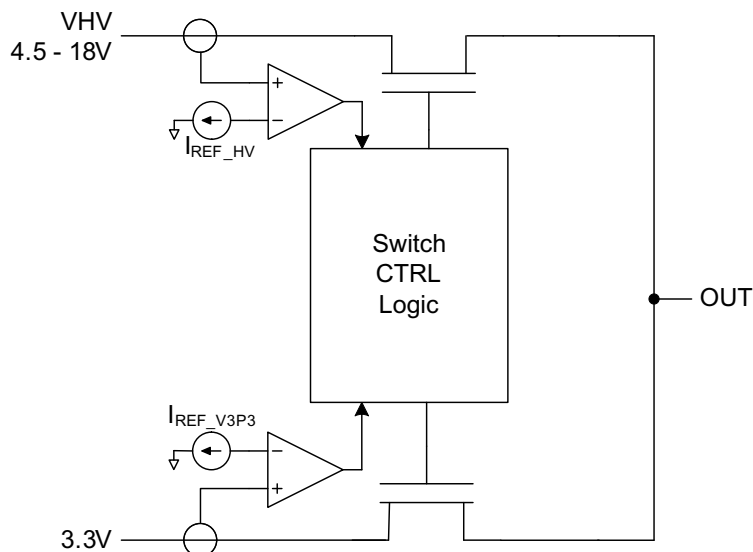 VHV
4.5 - 18V
+
−
IREF_HV
Switch
CTRL
Logic
OUT
IREF_V3P3
−
+
3.3V